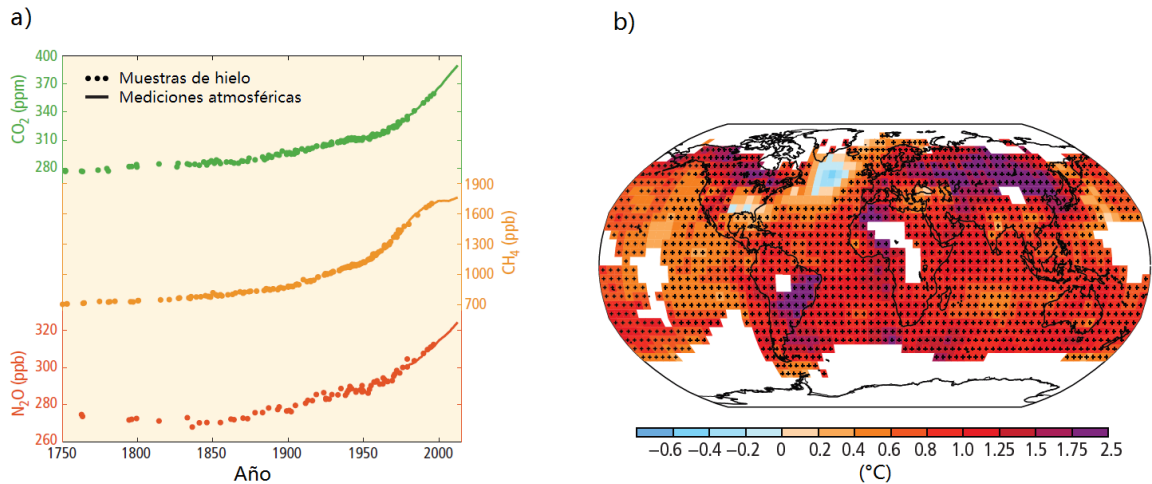 a)
b)
400
370
340
310
280
CO₂ (ppm)
Muestras de hielo
Mediciones atmosféricas
1900
1600
1300
1000
700
CH₄ (ppb)
320
300
280
260
N₂O (ppb)
1750 1800 1850 1900 1950 2000
Año
−0.6 −0.4 −0.2 0 0.2 0.4 0.6 0.8 1.0 1.25 1.5 1.75 2.5
(°C)